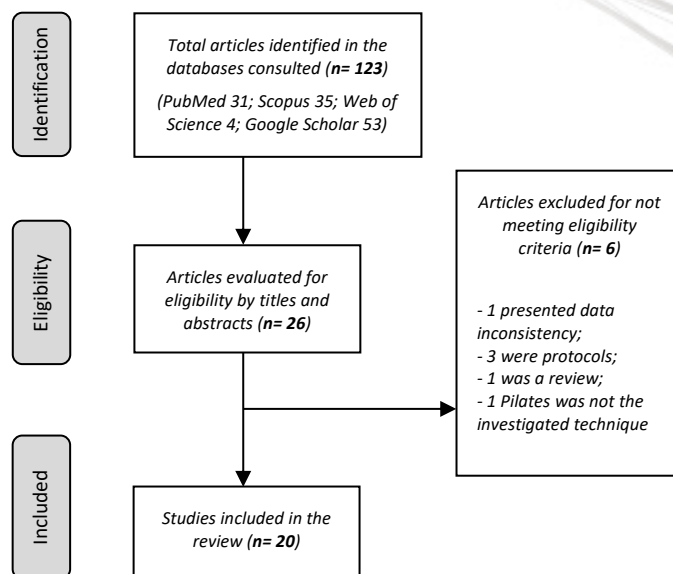 Identification
Total articles identified in the
databases consulted (n= 123)
(PubMed 31; Scopus 35; Web of
Science 4; Google Scholar 53)
Eligibility
Articles evaluated for
eligibility by titles and
abstracts (n= 26)
Articles excluded for not
meeting eligibility
criteria (n= 6)
- 1 presented data
inconsistency;
- 3 were protocols;
- 1 was a review;
- 1 Pilates was not the
investigated technique
Included
Studies included in the
review (n= 20)